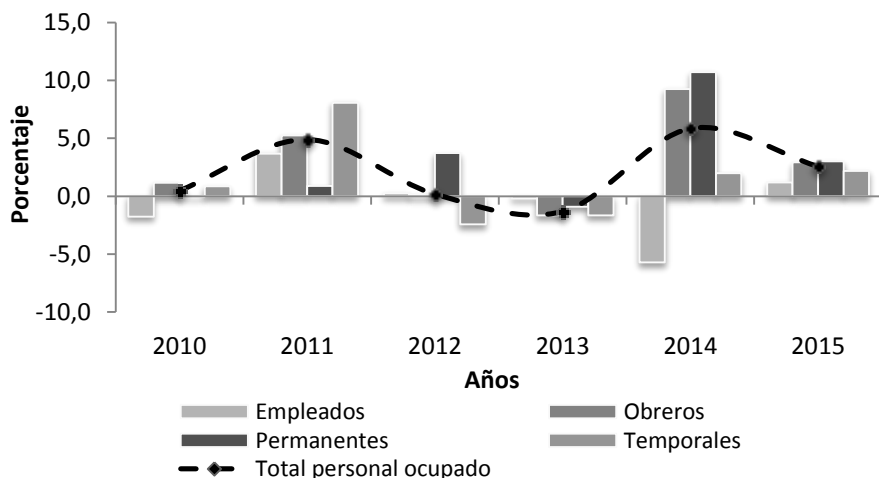 15,0
10,0
5,0
0,0
-5,0
-10,0
Porcentaje
2010 2011 2012 2013 2014 2015
Años
Empleados Obreros
Permanentes Temporales
Total personal ocupado